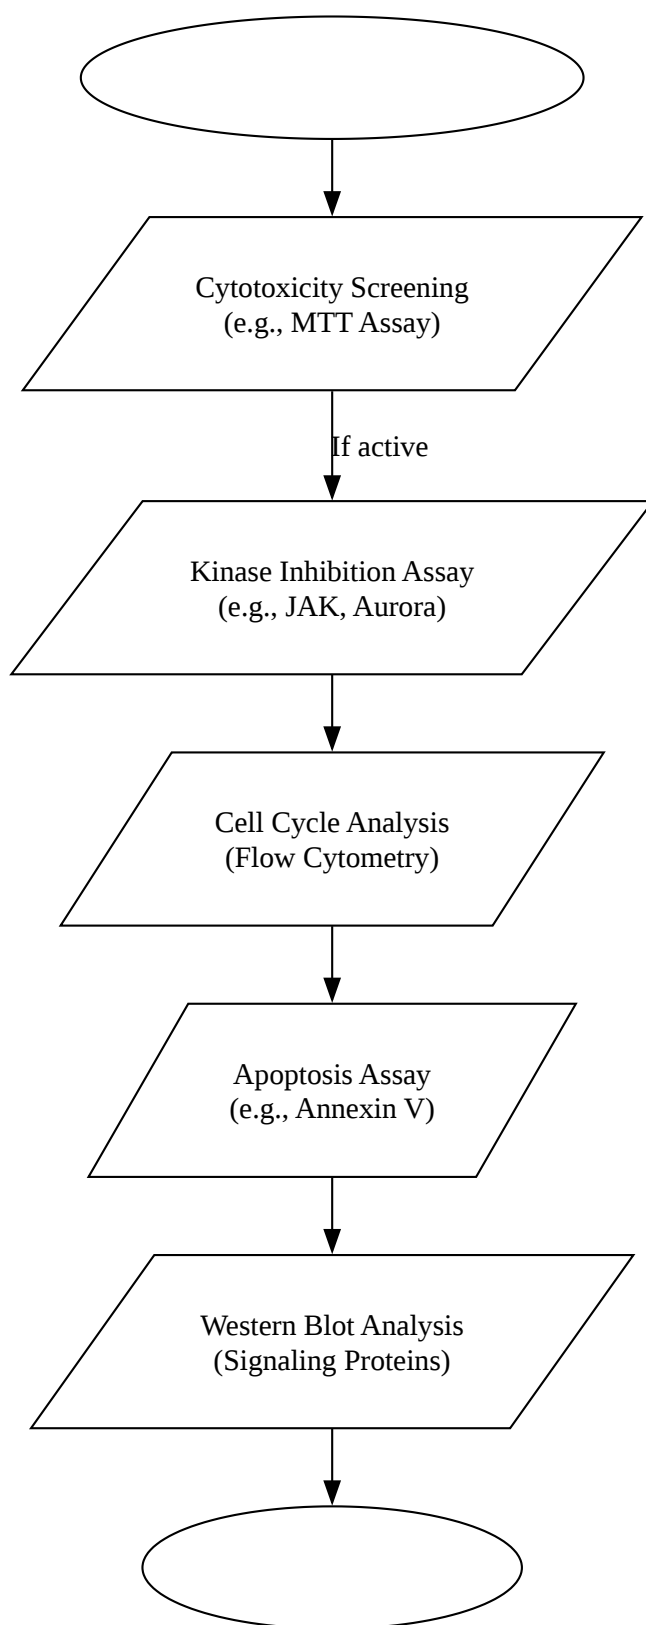 Cytotoxicity Screening
(e.g., MTT Assay)
If active
Kinase Inhibition Assay
(e.g., JAK, Aurora)
Cell Cycle Analysis
(Flow Cytometry)
Apoptosis Assay
(e.g., Annexin V)
Western Blot Analysis
(Signaling Proteins)